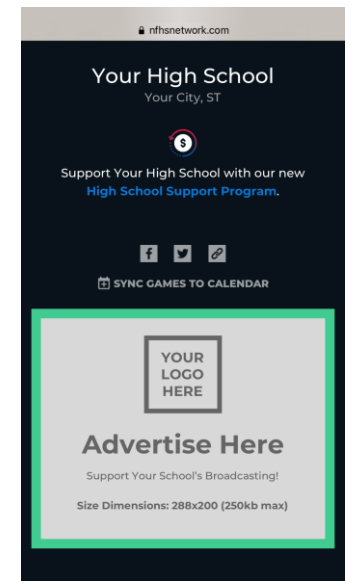 nfhsnetwork.com
Your High School
Your City, ST
$
Support Your High School with our new
High School Support Program.
SYNC GAMES TO CALENDAR
YOUR
LOGO
HERE
Advertise Here
Support Your School's Broadcasting!
Size Dimensions: 288x200 (250kb max)